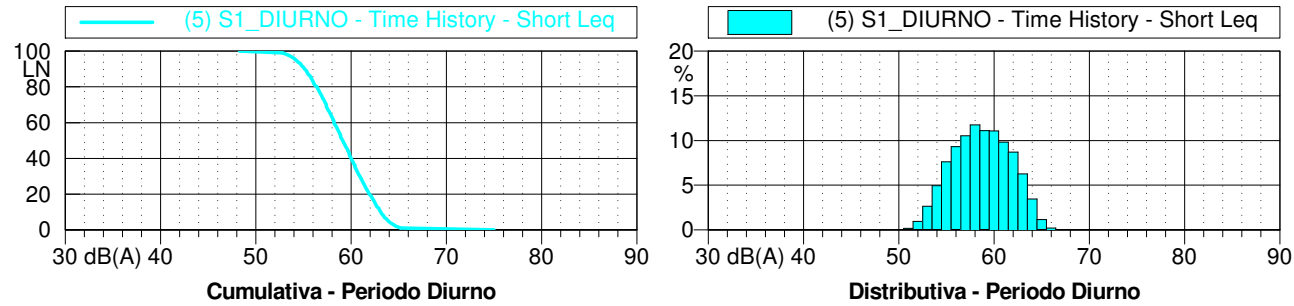 (5) S1_DIURNO - Time History - Short Leq
100
LN
80
60
40
20
0
30 dB(A) 40 50 60 70 80 90
Cumulativa - Periodo Diurno
(5) S1_DIURNO - Time History - Short Leq
20
%
15
10
5
0
30 dB(A) 40 50 60 70 80 90
Distributiva - Periodo Diurno